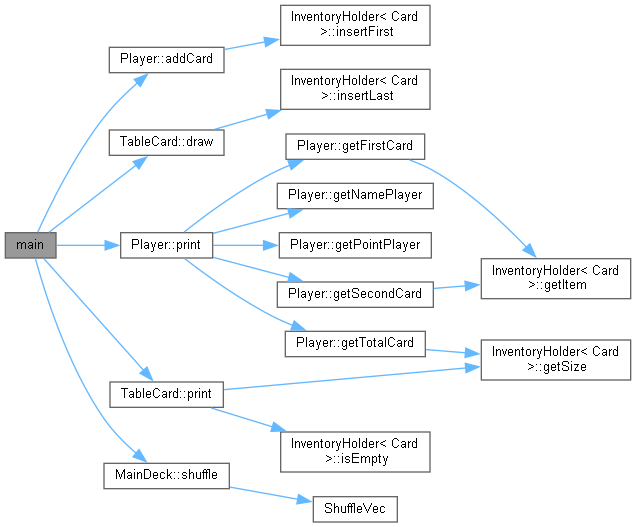 InventoryHolder< Card
>::insertFirst
Player::addCard
InventoryHolder< Card
>::insertLast
TableCard::draw
Player::getFirstCard
Player::getNamePlayer
main
Player::print
Player::getPointPlayer
InventoryHolder< Card
>::getItem
Player::getSecondCard
Player::getTotalCard
InventoryHolder< Card
>::getSize
TableCard::print
InventoryHolder< Card
>::isEmpty
MainDeck::shuffle
ShuffleVec